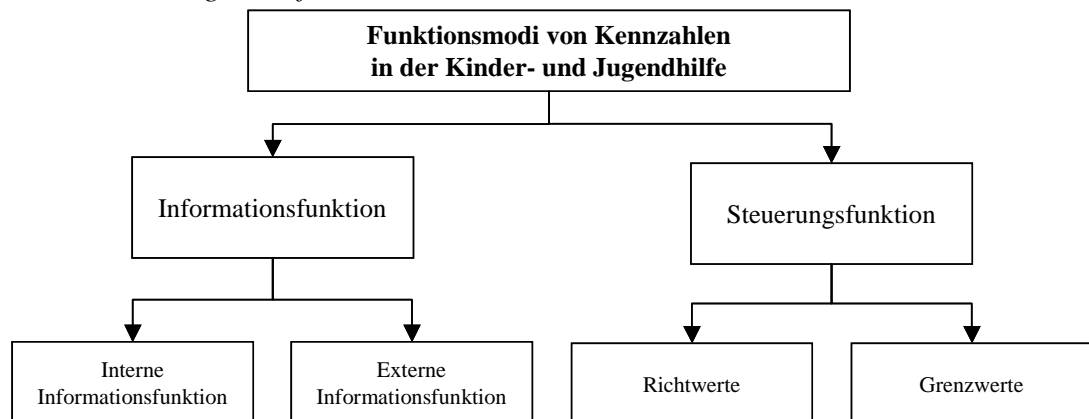 Funktionsmodi von Kennzahlen
in der Kinder- und Jugendhilfe
Informationsfunktion
Steuerungsfunktion
Interne
Informationsfunktion
Externe
Informationsfunktion
Richtwerte
Grenzwerte